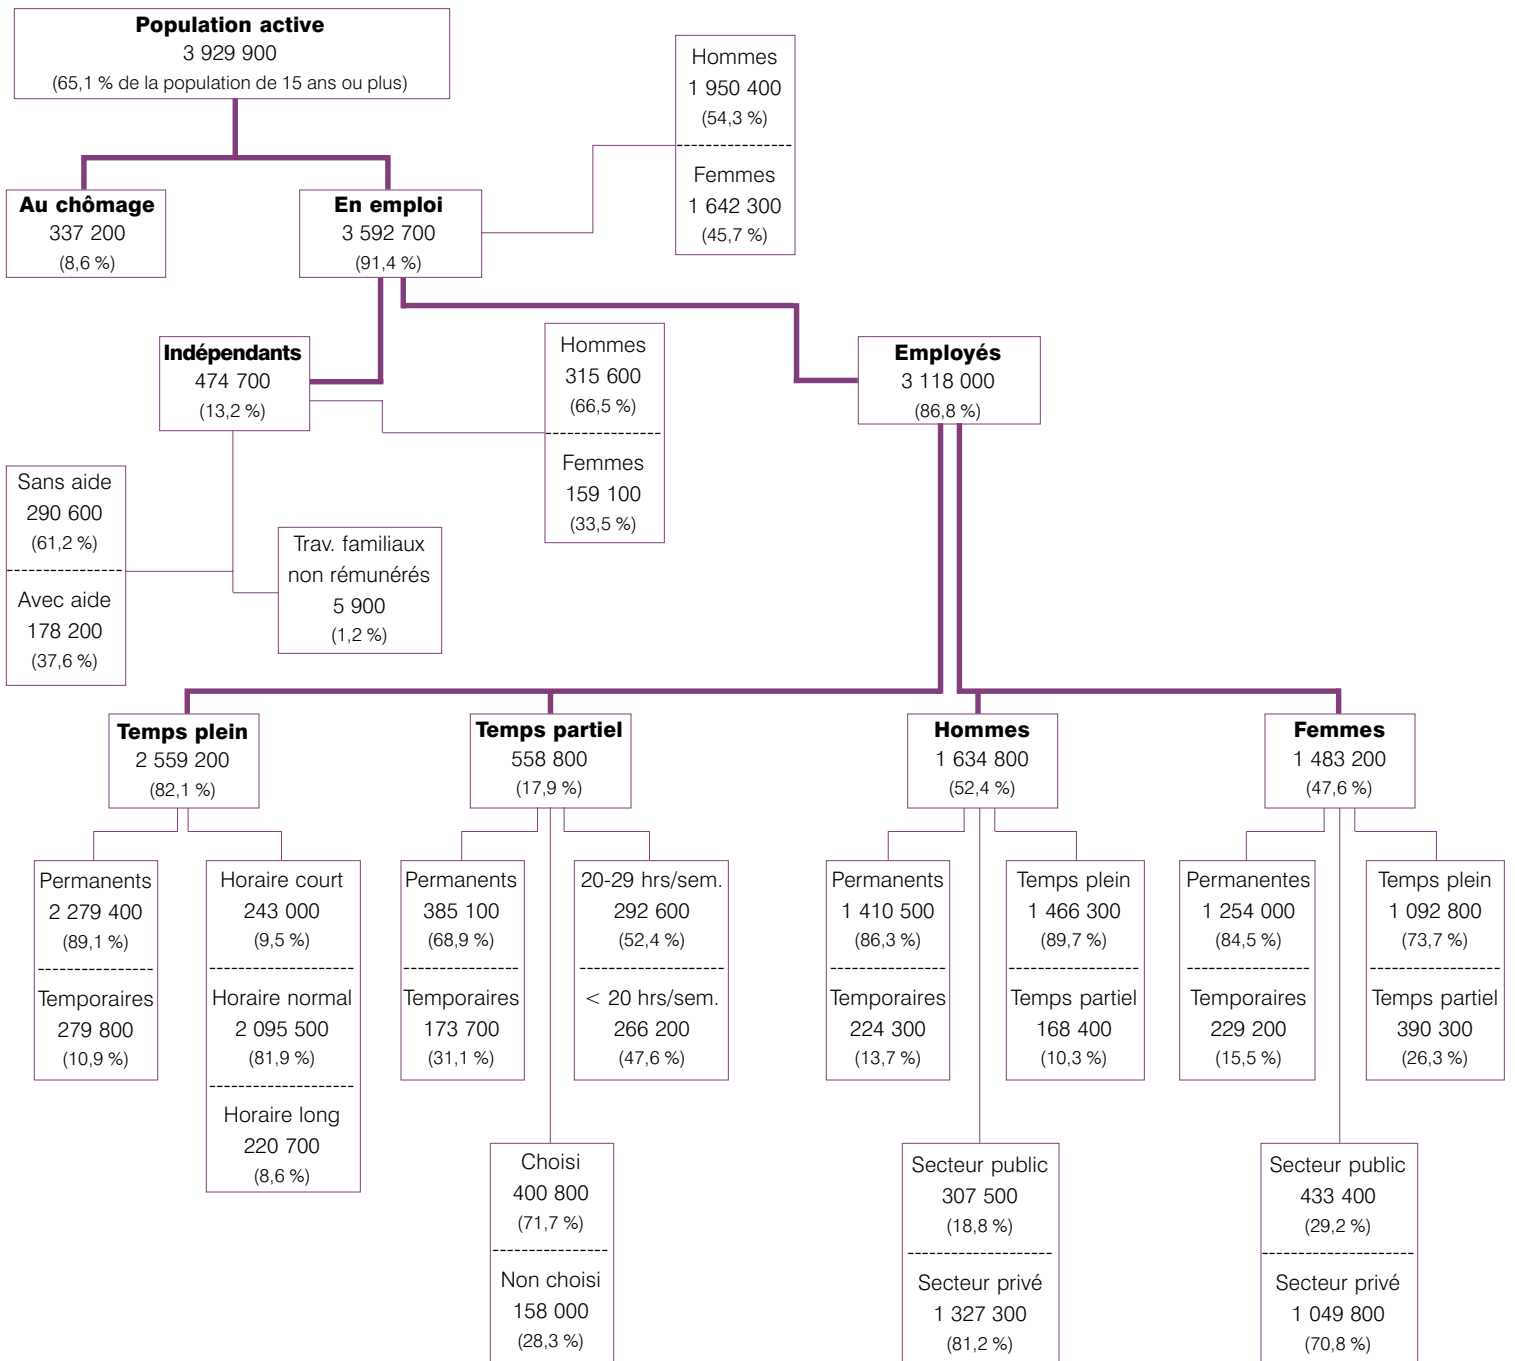 Population active
3 929 900
(65,1 % de la population de 15 ans ou plus)
Hommes
1 950 400
(54,3 %)
Femmes
1 642 300
(45,7 %)
Au chômage
337 200
(8,6 %)
En emploi
3 592 700
(91,4 %)
Indépendants
474 700
(13,2 %)
Hommes
315 600
(66,5 %)
Femmes
159 100
(33,5 %)
Employés
3 118 000
(86,8 %)
Sans aide
290 600
(61,2 %)
Avec aide
178 200
(37,6 %)
Trav. familiaux
non rémunérés
5 900
(1,2 %)
Temps plein
2 559 200
(82,1 %)
Temps partiel
558 800
(17,9 %)
Hommes
1 634 800
(52,4 %)
Femmes
1 483 200
(47,6 %)
Permanents
2 279 400
(89,1 %)
Temporaires
279 800
(10,9 %)
Horaire court
243 000
(9,5 %)
Horaire normal
2 095 500
(81,9 %)
Horaire long
220 700
(8,6 %)
Permanents
385 100
(68,9 %)
Temporaires
173 700
(31,1 %)
20-29 hrs/sem.
292 600
(52,4 %)
< 20 hrs/sem.
266 200
(47,6 %)
Choisi
400 800
(71,7 %)
Non choisi
158 000
(28,3 %)
Permanents
1 410 500
(86,3 %)
Temporaires
224 300
(13,7 %)
Temps plein
1 466 300
(89,7 %)
Temps partiel
168 400
(10,3 %)
Secteur public
307 500
(18,8 %)
Secteur privé
1 327 300
(81,2 %)
Permanentes
1 254 000
(84,5 %)
Temporaires
229 200
(15,5 %)
Temps plein
1 092 800
(73,7 %)
Temps partiel
390 300
(26,3 %)
Secteur public
433 400
(29,2 %)
Secteur privé
1 049 800
(70,8 %)